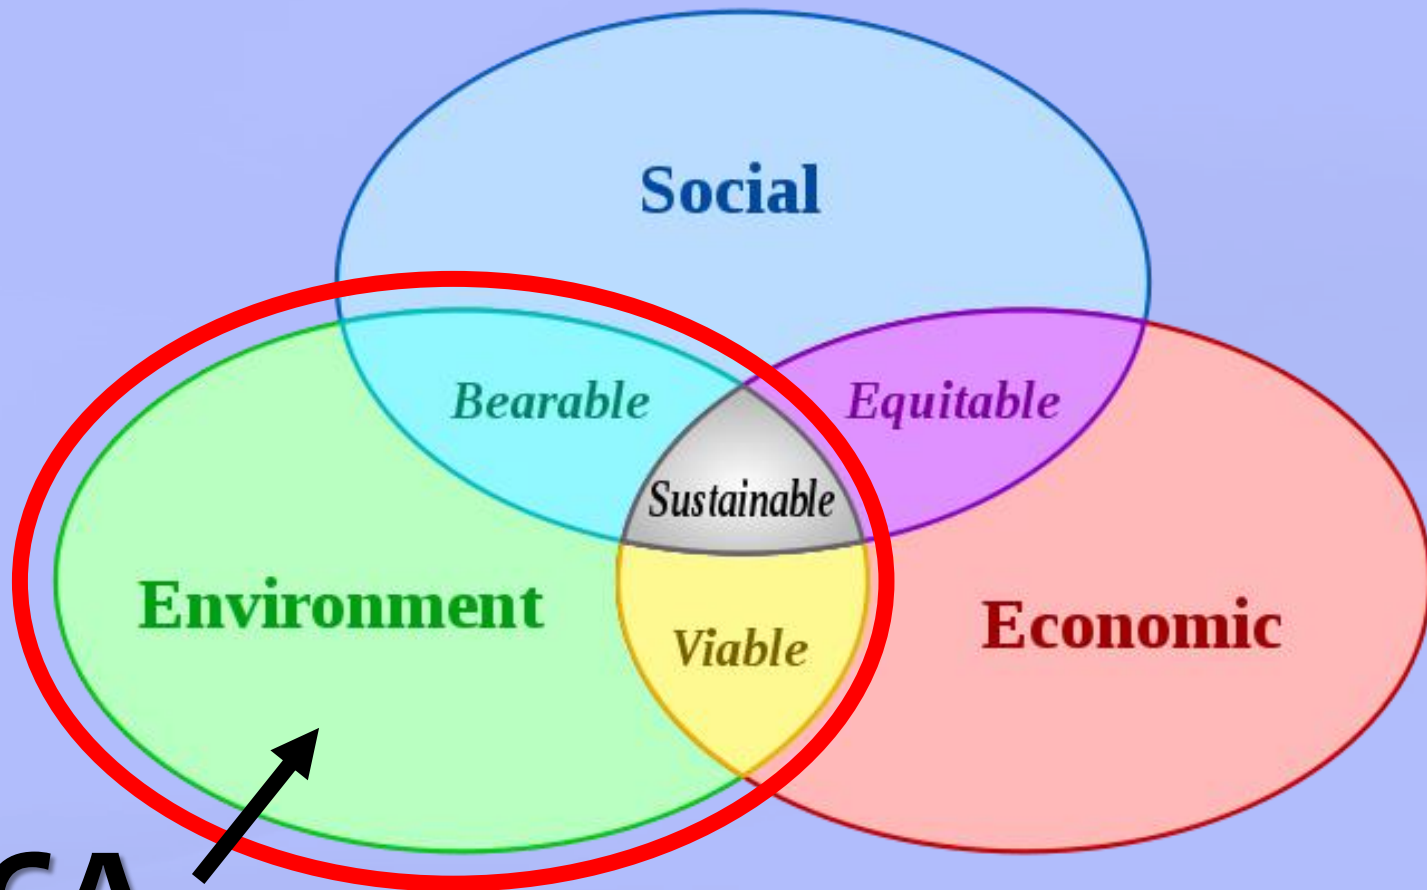 Social
Bearable
Equitable
Sustainable
Environment
Economic
Viable